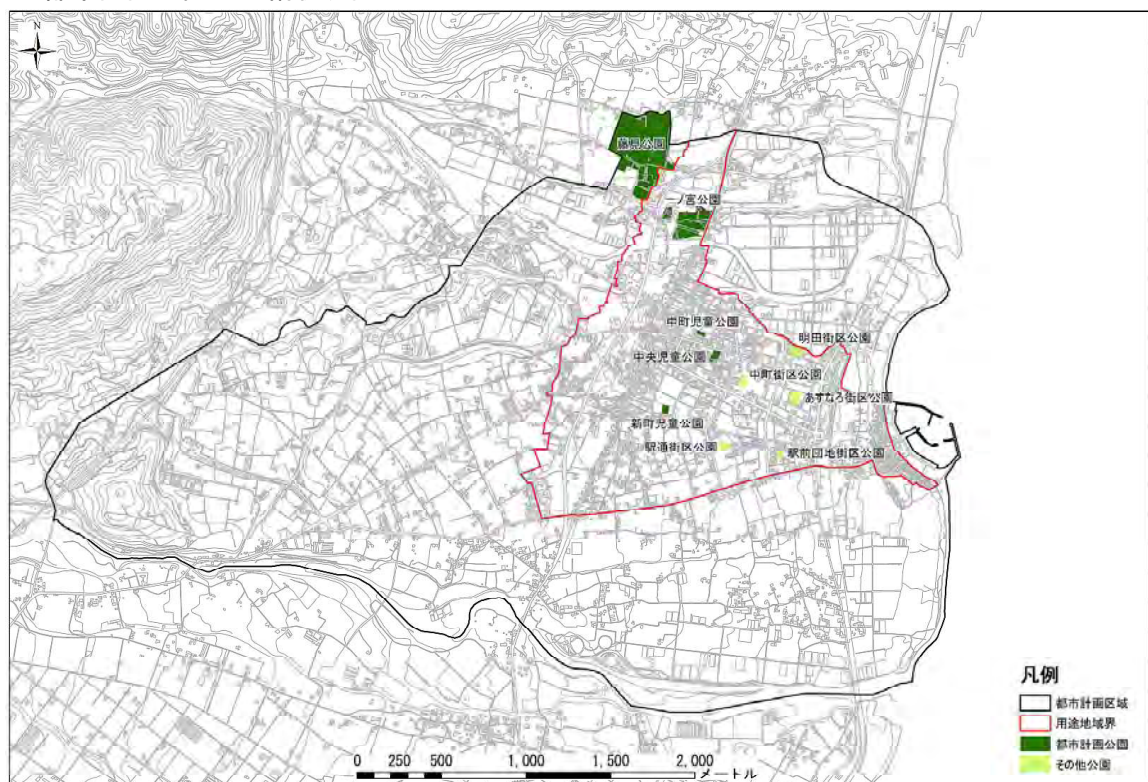 N
藤見公園
一ノ宮公園
中町児童公園
明田街区公園
中央児童公園
中町街区公園
あすなろ街区公園
新町児童公園
駅通街区公園
駅前団地街区公園
凡例
都市計画区域
用途地域界
都市計画公園
その他公園
0 250 500 1,000 1,500 2,000
メートル